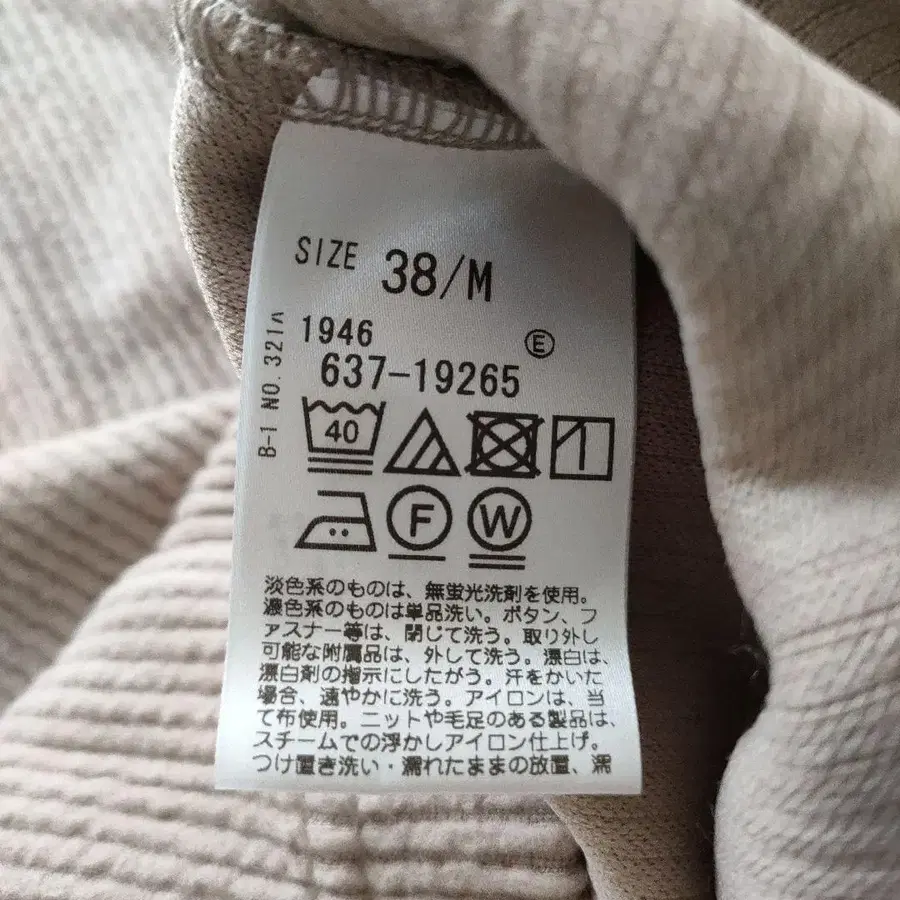 SIZE 38/M
1946
Ⓔ
637-19265
B-1 NO.321A
40
F W
淡色系のものは、無蛍光洗剤を使用。
濃色系のものは単品洗い。ボタン、フ
ァスナー等は、閉じて洗う。取り外し
可能な附属品は、外して洗う。漂白は、
漂白剤の指示にしたがう。汗をかいた
場合、速やかに洗う。アイロンは、当
て布使用。ニットや毛足のある製品は、
スチームでの浮かしアイロン仕上げ。
つけ置き洗い・濡れたままの放置、濡